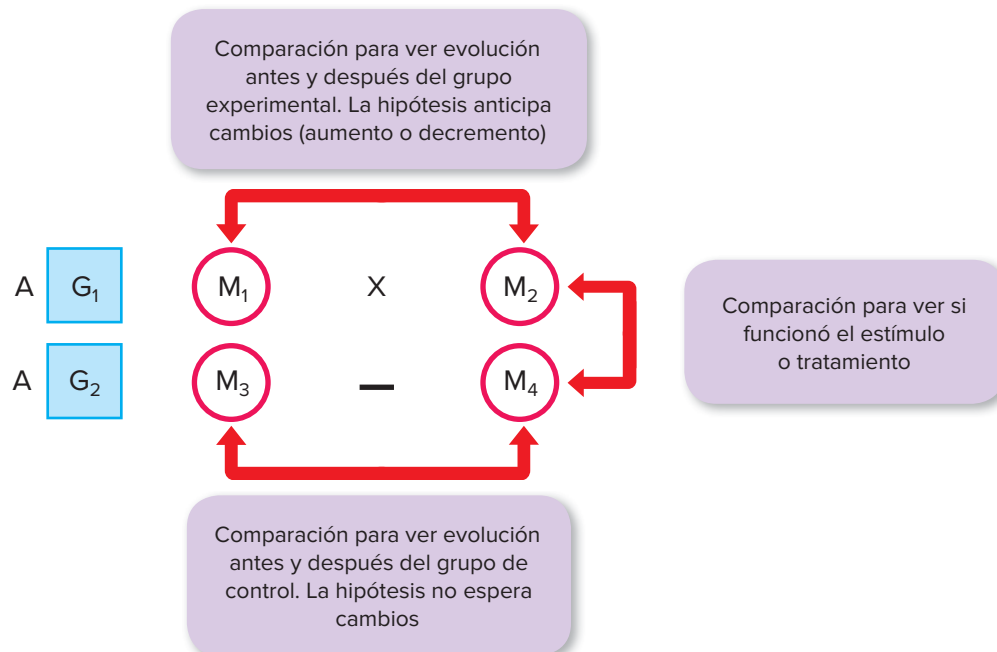 Comparación para ver evolución
antes y después del grupo
experimental. La hipótesis anticipa
cambios (aumento o decremento)
A G₁ M₁ X M₂
Comparación para ver si
funcionó el estímulo
o tratamiento
A G₂ M₃ — M₄
Comparación para ver evolución
antes y después del grupo de
control. La hipótesis no espera
cambios